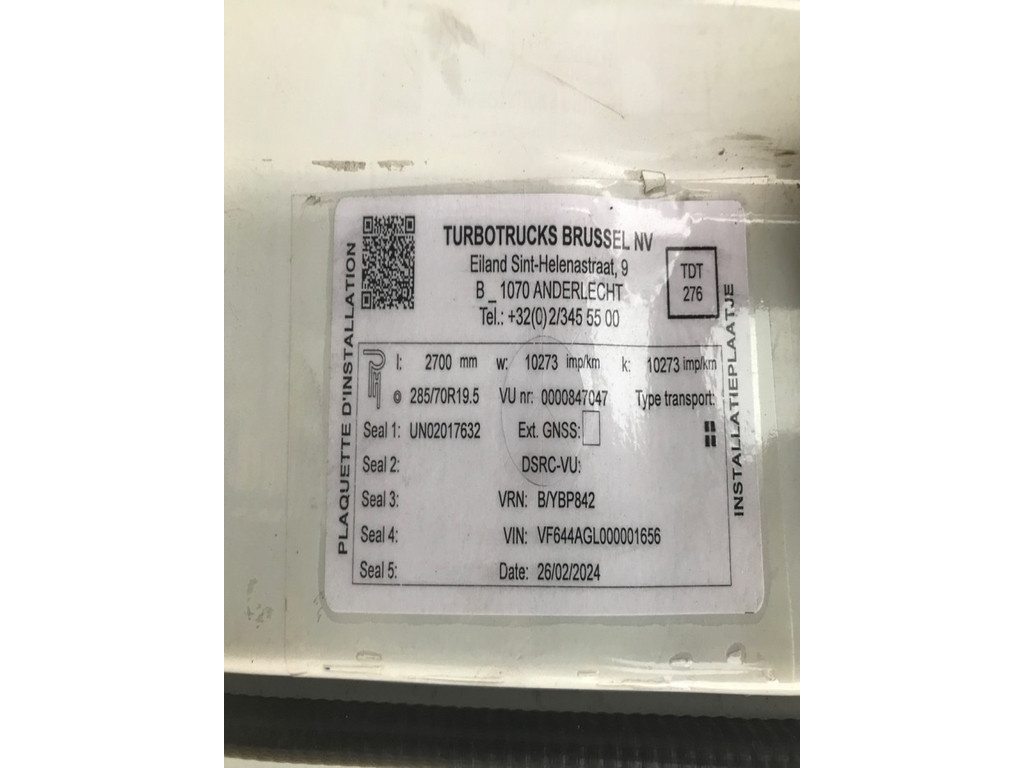 TURBOTRUCKS BRUSSEL NV
Eiland Sint-Helenastraat, 9
B _ 1070 ANDERLECHT
Tel.: +32(0)2/345 55 00
TDT
276
PLAQUETTE D'INSTALLATION
INSTALLATIEPLAATJE
l: 2700 mm w: 10273 imp/km k: 10273 imp/km
285/70R19.5 VU nr: 0000847047 Type transport:
Seal 1: UN02017632 Ext. GNSS:
Seal 2: DSRC-VU:
Seal 3: VRN: B/YBP842
Seal 4: VIN: VF644AGL000001656
Seal 5: Date: 26/02/2024